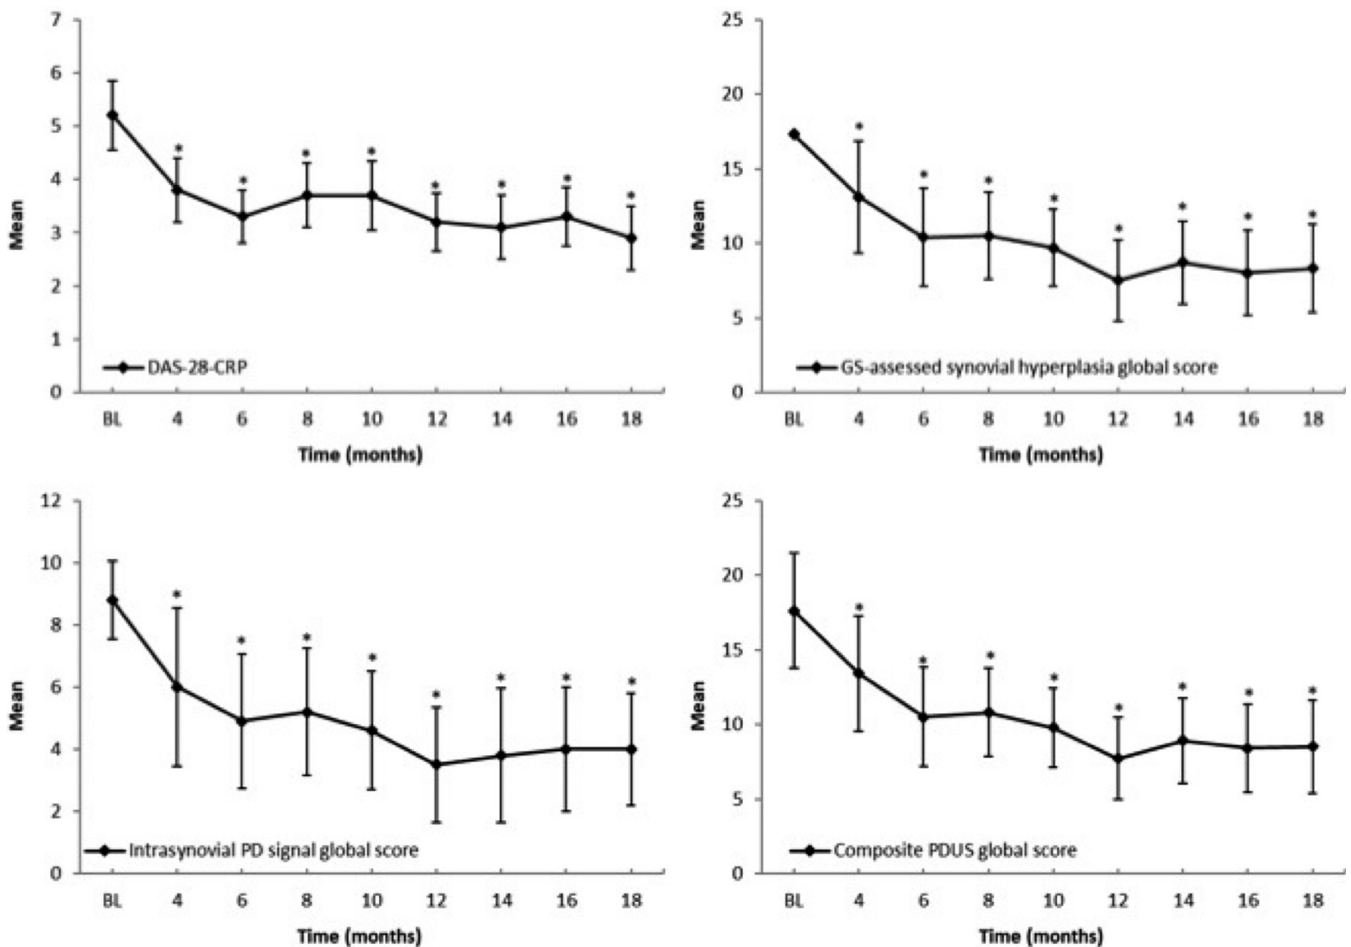 7
6
5
4
3
2
1
0
Mean
* * * * * * * *
DAS-28-CRP
BL 4 6 8 10 12 14 16 18
Time (months)
25
20
15
10
5
0
Mean
* * * * * * * *
GS-assessed synovial hyperplasia global score
BL 4 6 8 10 12 14 16 18
Time (months)
12
10
8
6
4
2
0
Mean
* * * * * * * *
Intrasynovial PD signal global score
BL 4 6 8 10 12 14 16 18
Time (months)
25
20
15
10
5
0
Mean
* * * * * * * *
Composite PDUS global score
BL 4 6 8 10 12 14 16 18
Time (months)